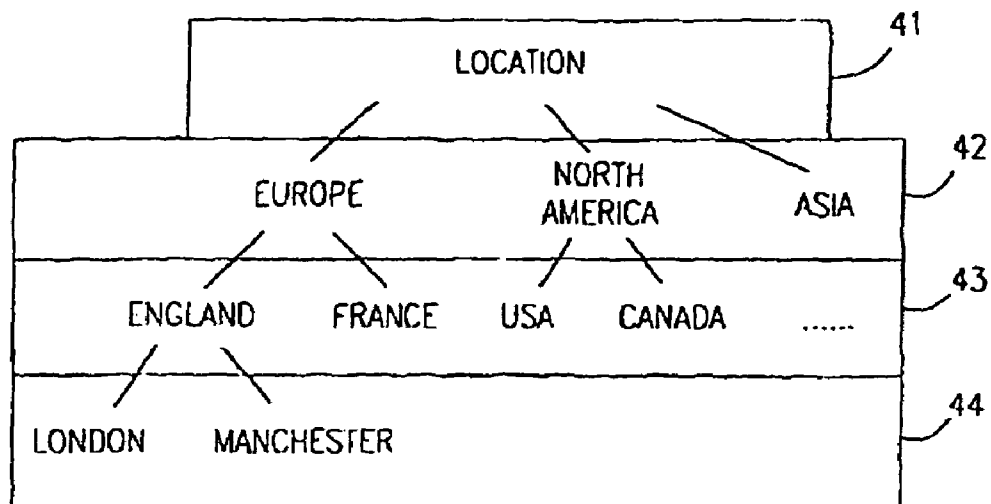 41
LOCATION
42
EUROPE
NORTH
AMERICA
ASIA
43
ENGLAND
FRANCE
USA
CANADA
......
44
LONDON
MANCHESTER